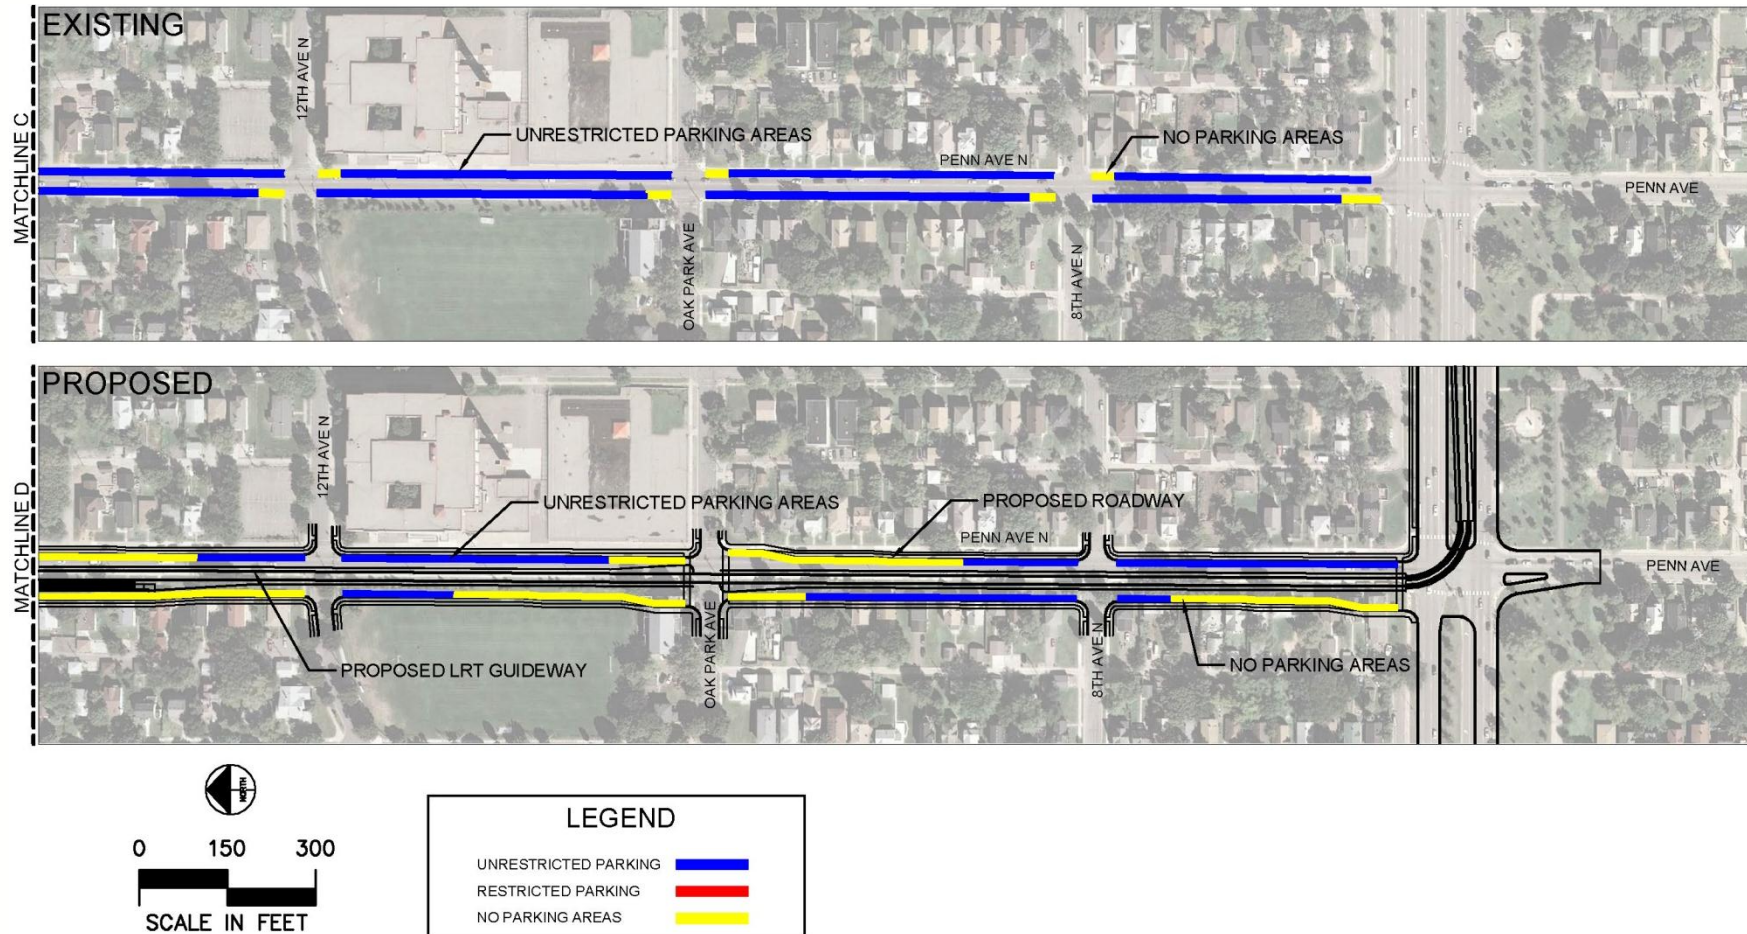 EXISTING
MATCHLINE C
12TH AVE N
UNRESTRICTED PARKING AREAS
OAK PARK AVE
PENN AVE N
8TH AVE N
NO PARKING AREAS
PENN AVE
PROPOSED
MATCHLINE D
12TH AVE N
UNRESTRICTED PARKING AREAS
PROPOSED ROADWAY
PENN AVE N
PENN AVE
PROPOSED LRT GUIDEWAY
OAK PARK AVE
8TH AVE N
NO PARKING AREAS
NORTH
0 150 300
SCALE IN FEET
LEGEND
UNRESTRICTED PARKING
RESTRICTED PARKING
NO PARKING AREAS